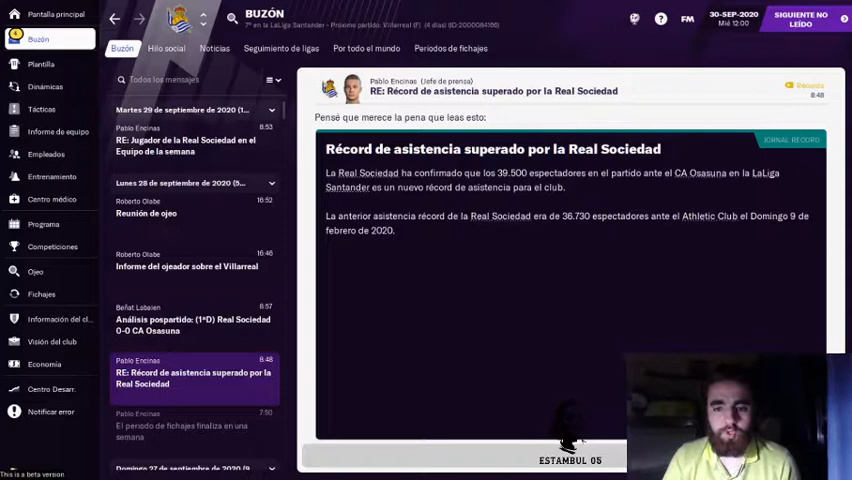 Pantalla principal
BUZÓN
7º en la LaLiga Santander - Próximo partido: Villarreal (F) (4 días) (ID:2000084186)
FM
30-SEP-2020
Mié 12:00
SIGUIENTE NO LEÍDO
4
Buzón
Buzón
Hilo social
Noticias
Seguimiento de ligas
Por todo el mundo
Periodos de fichajes
Plantilla
Dinámicas
Tácticas
Informe de equipo
Empleados
Entrenamiento
Centro médico
Programa
Competiciones
Ojeo
Fichajes
Información del cl...
Visión del club
Economía
Centro Desarr.
Notificar error
This is a beta version
Todos los mensajes
Martes 29 de septiembre de 2020 (1...
Pablo Encinas
8:53
RE: Jugador de la Real Sociedad en el
Equipo de la semana
Lunes 28 de septiembre de 2020 (5...
Roberto Olabe
16:52
Reunión de ojeo
Roberto Olabe
16:46
Informe del ojeador sobre el Villarreal
Beñat Labaien
8:57
Análisis pospartido: (1ªD) Real Sociedad
0-0 CA Osasuna
Pablo Encinas
8:48
RE: Récord de asistencia superado por la
Real Sociedad
Pablo Encinas
7:50
El periodo de fichajes finaliza en una
semana
Domingo 27 de septiembre de 2020 (9
Pablo Encinas (Jefe de prensa)
RE: Récord de asistencia superado por la Real Sociedad
Récords
8:48
Pensé que merece la pena que leas esto:
JORNAL RECORD
Récord de asistencia superado por la Real Sociedad
La Real Sociedad ha confirmado que los 39.500 espectadores en el partido ante el CA Osasuna en la LaLiga
Santander es un nuevo récord de asistencia para el club.
La anterior asistencia récord de la Real Sociedad era de 36.730 espectadores ante el Athletic Club el Domingo 9 de
febrero de 2020.
ESTAMBUL 05